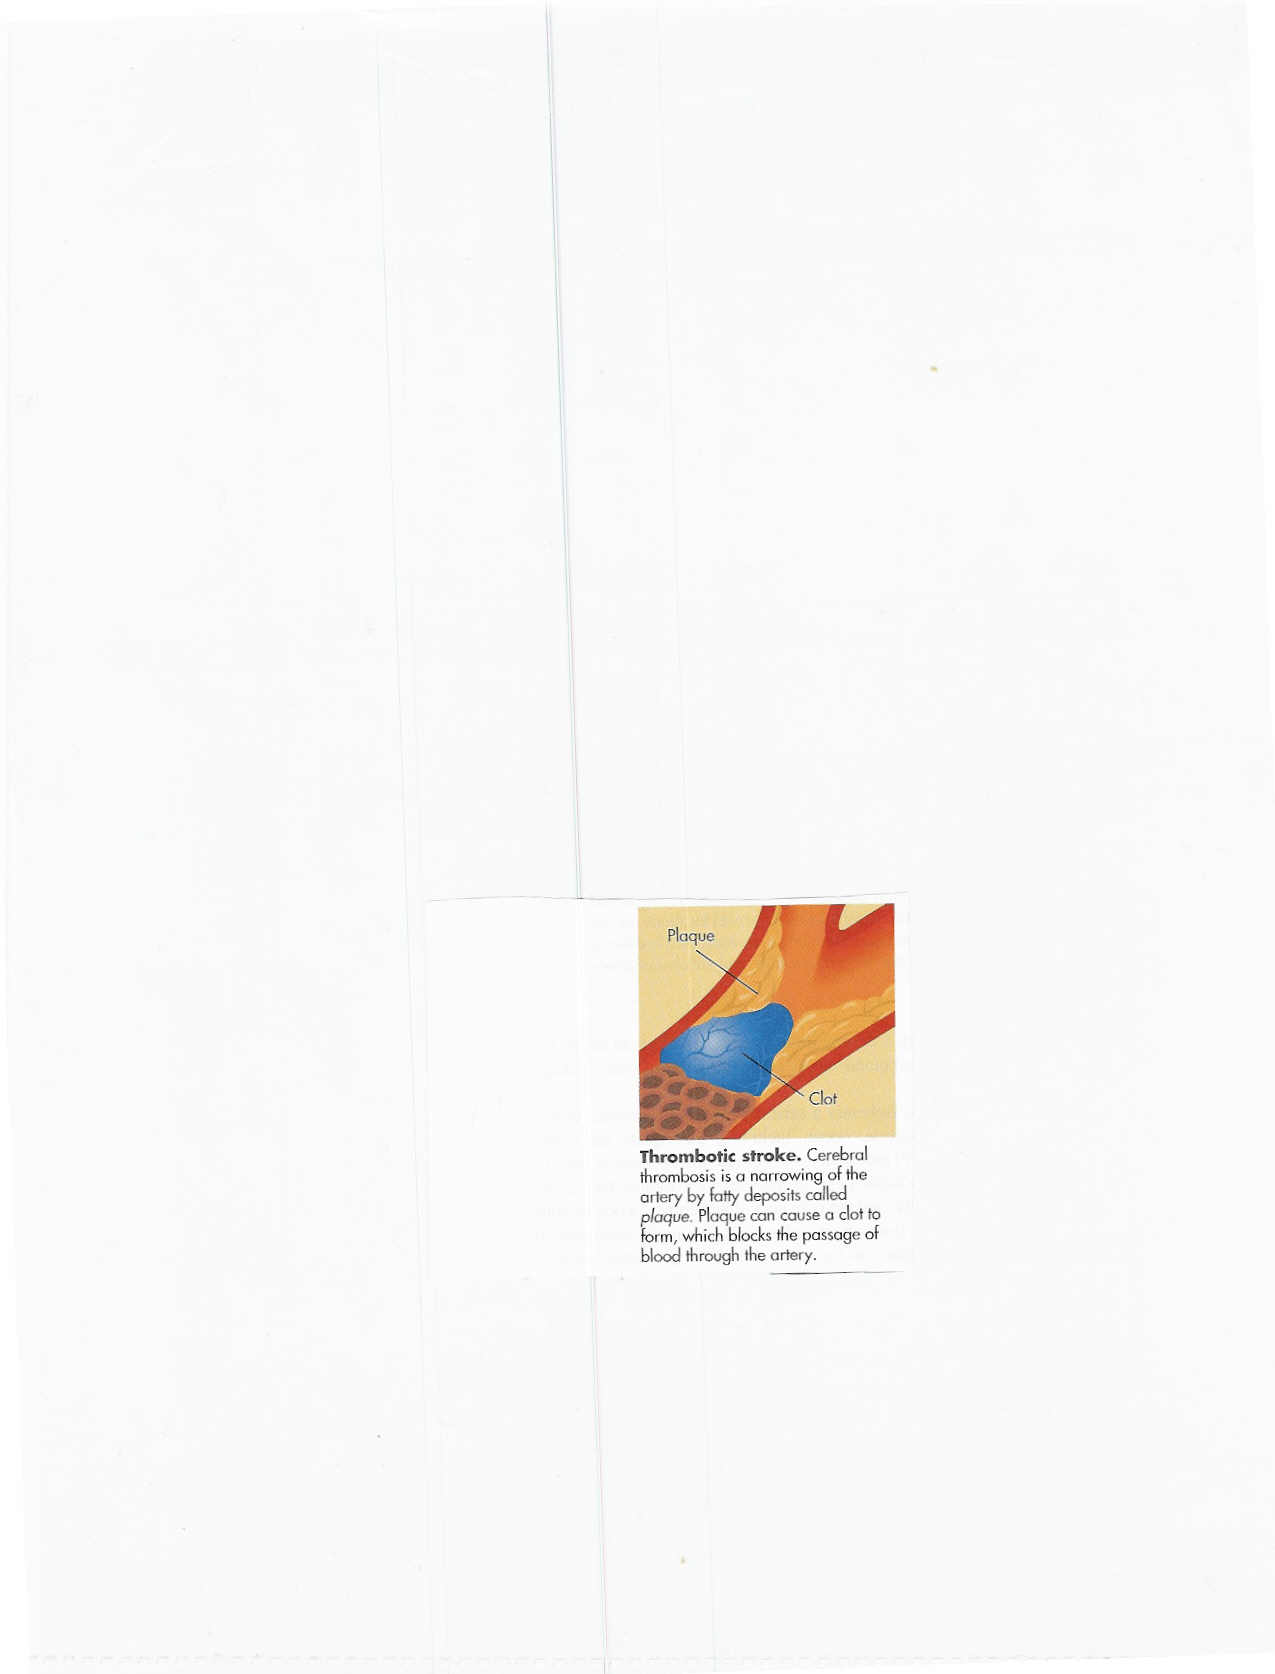 Plaque
Clot
Thrombotic stroke. Cerebral
thrombosis is a narrowing of the
artery by fatty deposits called
plaque. Plaque can cause a clot to
form, which blocks the passage of
blood through the artery.